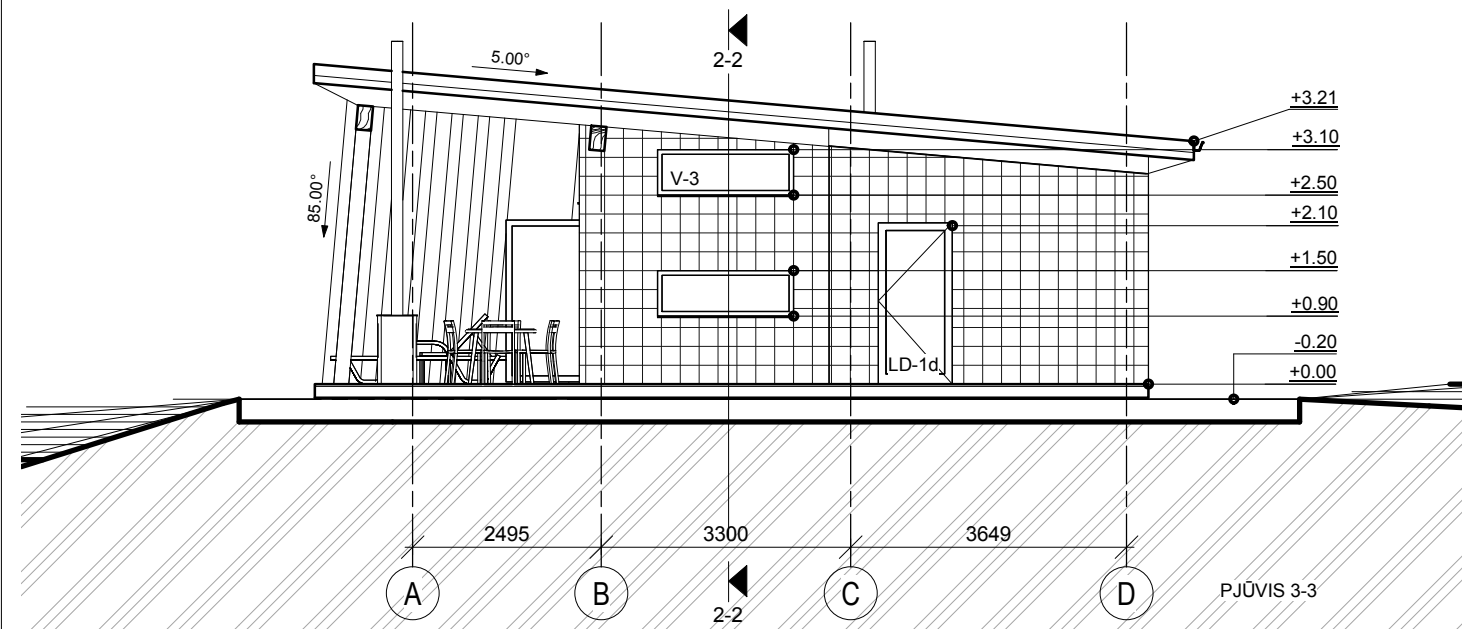 2-2
5.00°
+3.21
+3.10
V-3
+2.50
85.00°
+2.10
+1.50
+0.90
-0.20
LD-1d
+0.00
2495
3300
3649
A
B
C
D
PJŪVIS 3-3
2-2